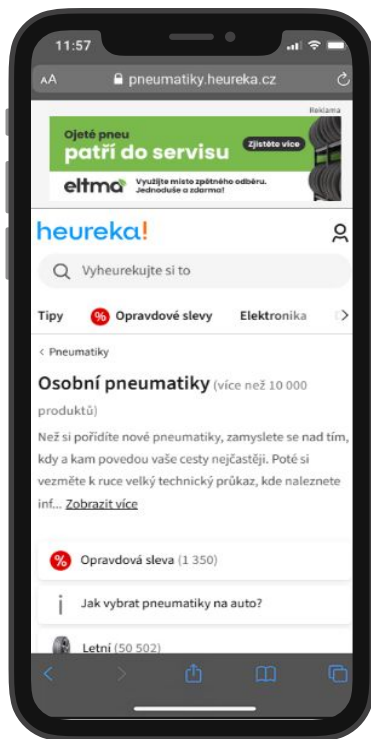 11:57
AA pneumatiky.heureka.cz
Reklama
Ojeté pneu
patří do servisu
Zjistěte více
eltma
Využijte místo zpětného odběru.
Jednoduše a zdarma!
heureka!
Vyheurekujte si to
Tipy % Opravdové slevy Elektronika
< Pneumatiky
Osobní pneumatiky (více než 10 000
produktů)
Než si pořídíte nové pneumatiky, zamyslete se nad tím,
kdy a kam povedou vaše cesty nejčastěji. Poté si
vezměte k ruce velký technický průkaz, kde naleznete
inf... Zobrazit více
% Opravdová sleva (1 350)
i Jak vybrat pneumatiky na auto?
Letní (50 502)